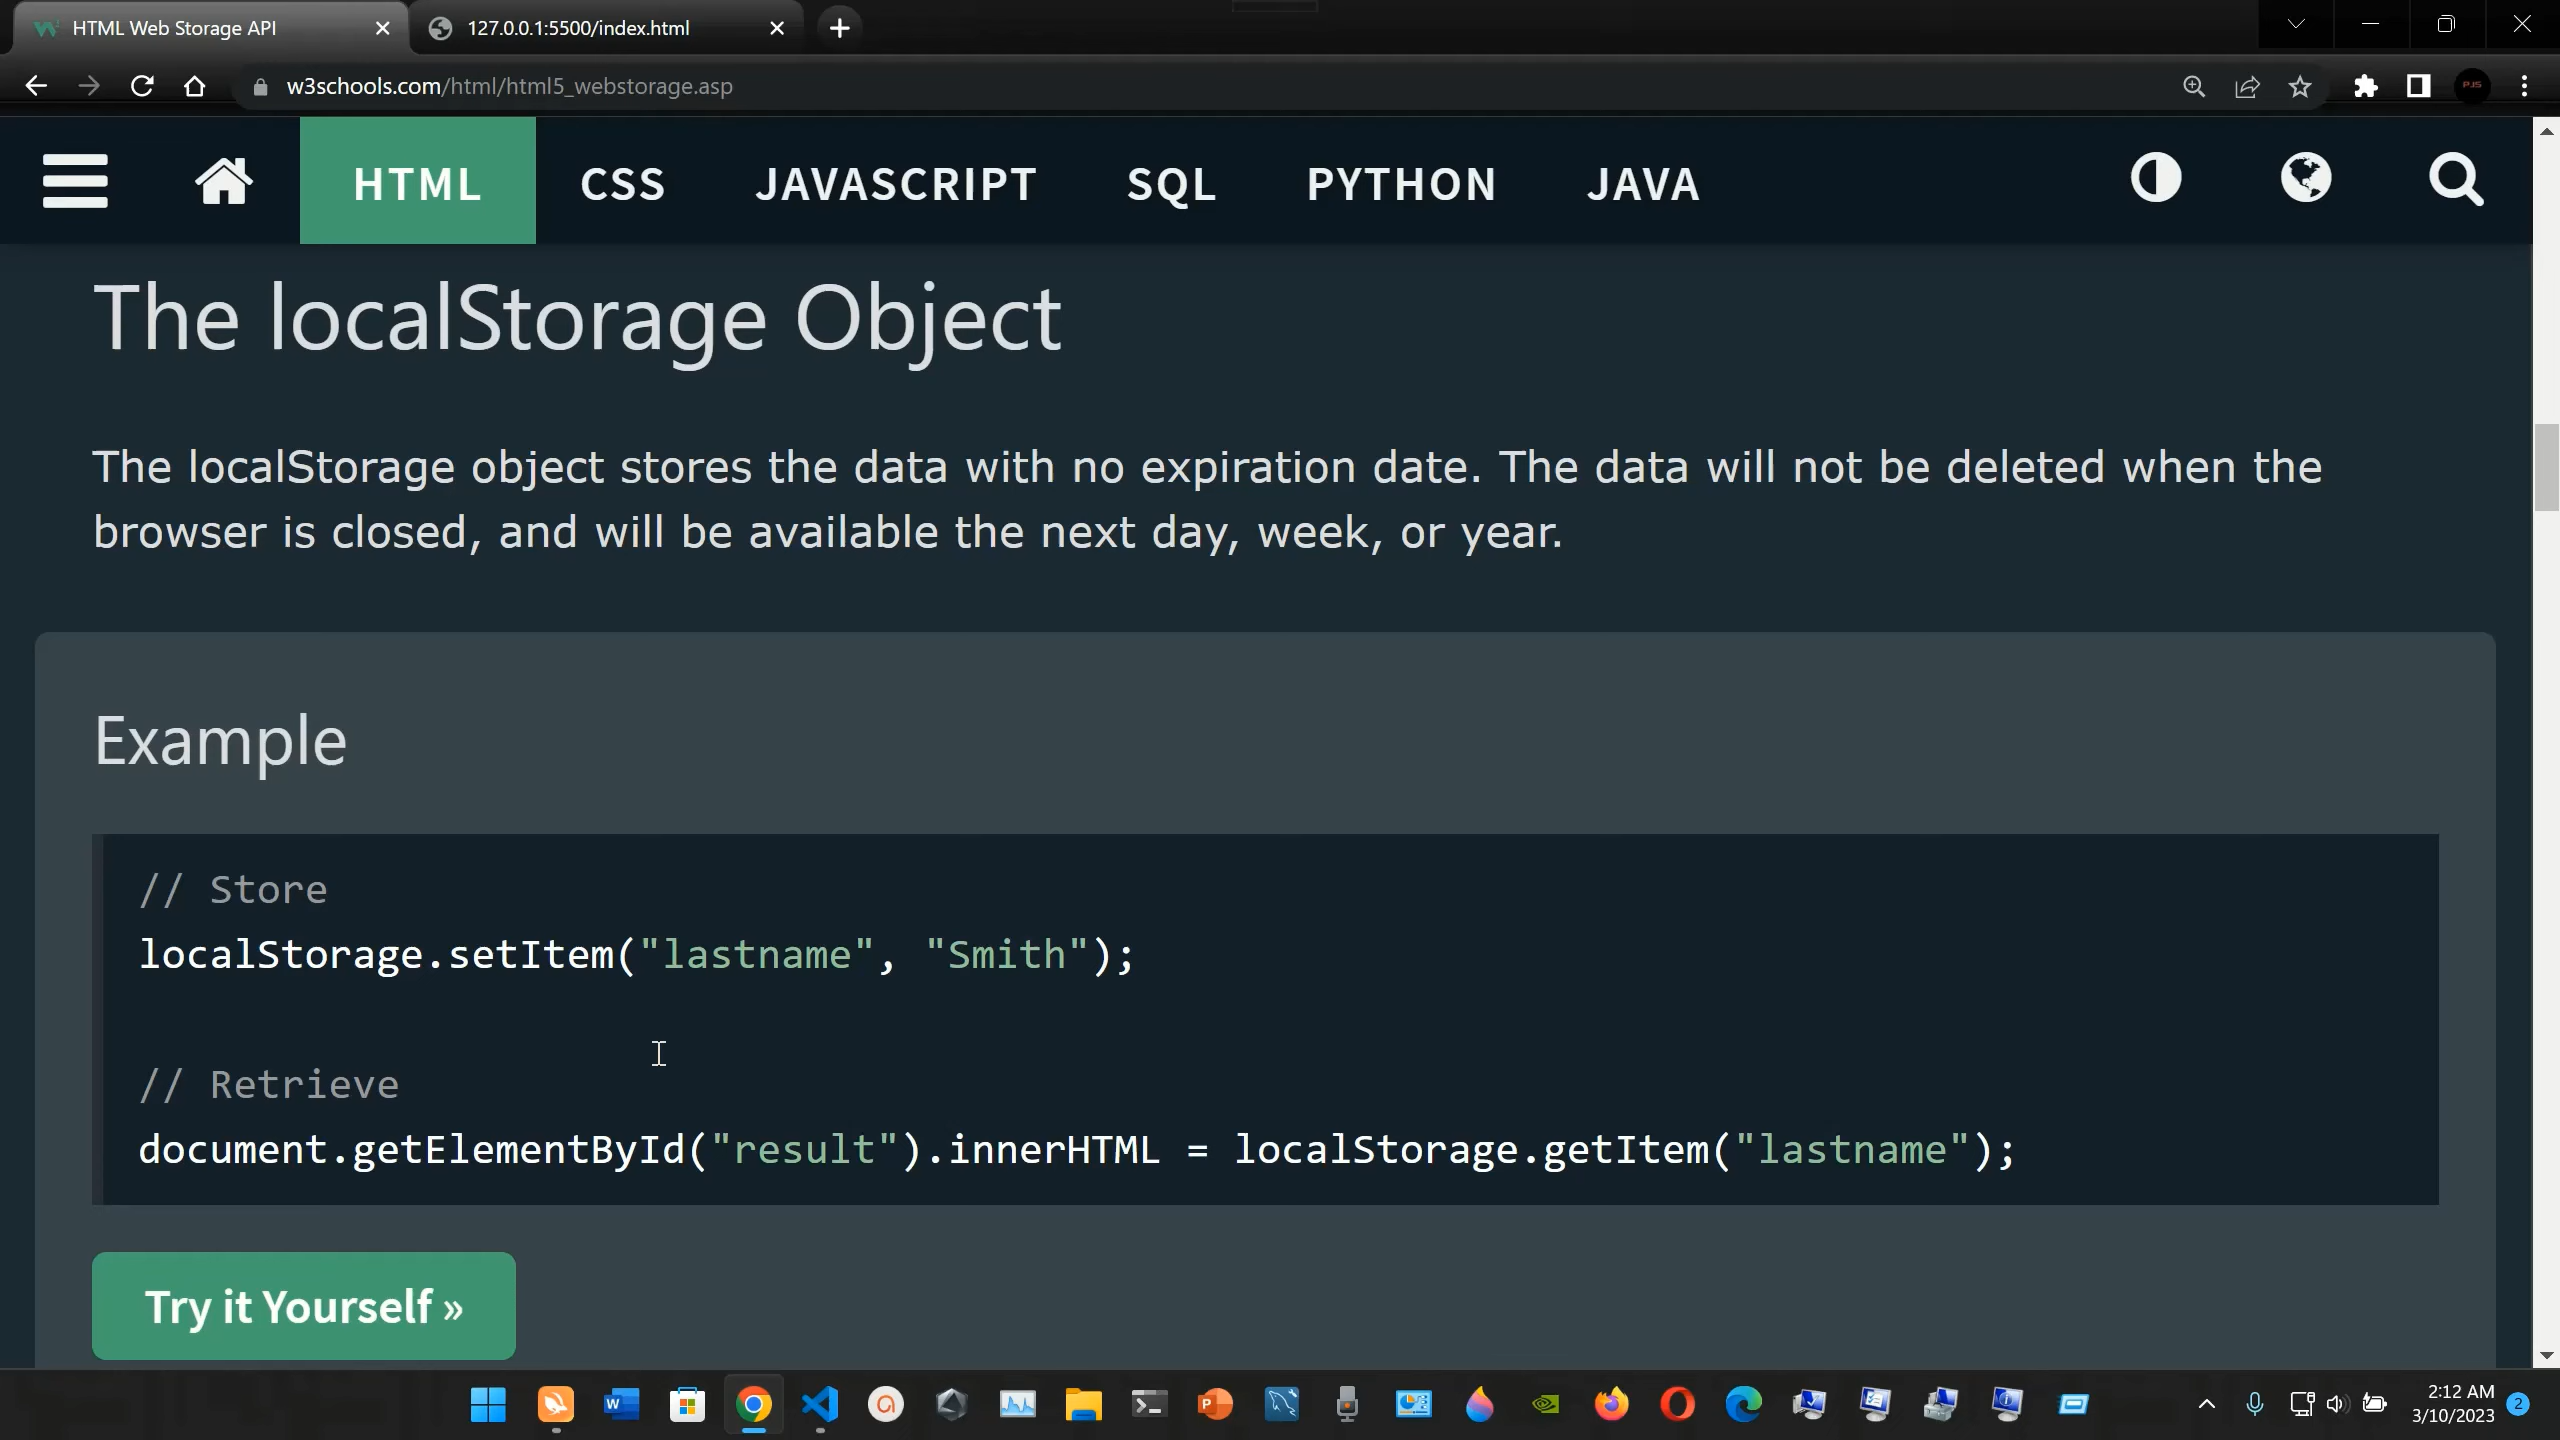 HTML Web Storage API
127.0.0.1:5500/index.html
w3schools.com/html/html5_webstorage.asp
PJS
HTML CSS JAVASCRIPT SQL PYTHON JAVA
The localStorage Object
The localStorage object stores the data with no expiration date. The data will not be deleted when the
browser is closed, and will be available the next day, week, or year.
Example
// Store
localStorage.setItem("lastname", "Smith");
// Retrieve
document.getElementById("result").innerHTML = localStorage.getItem("lastname");
Try it Yourself »
2:12 AM
3/10/2023
2